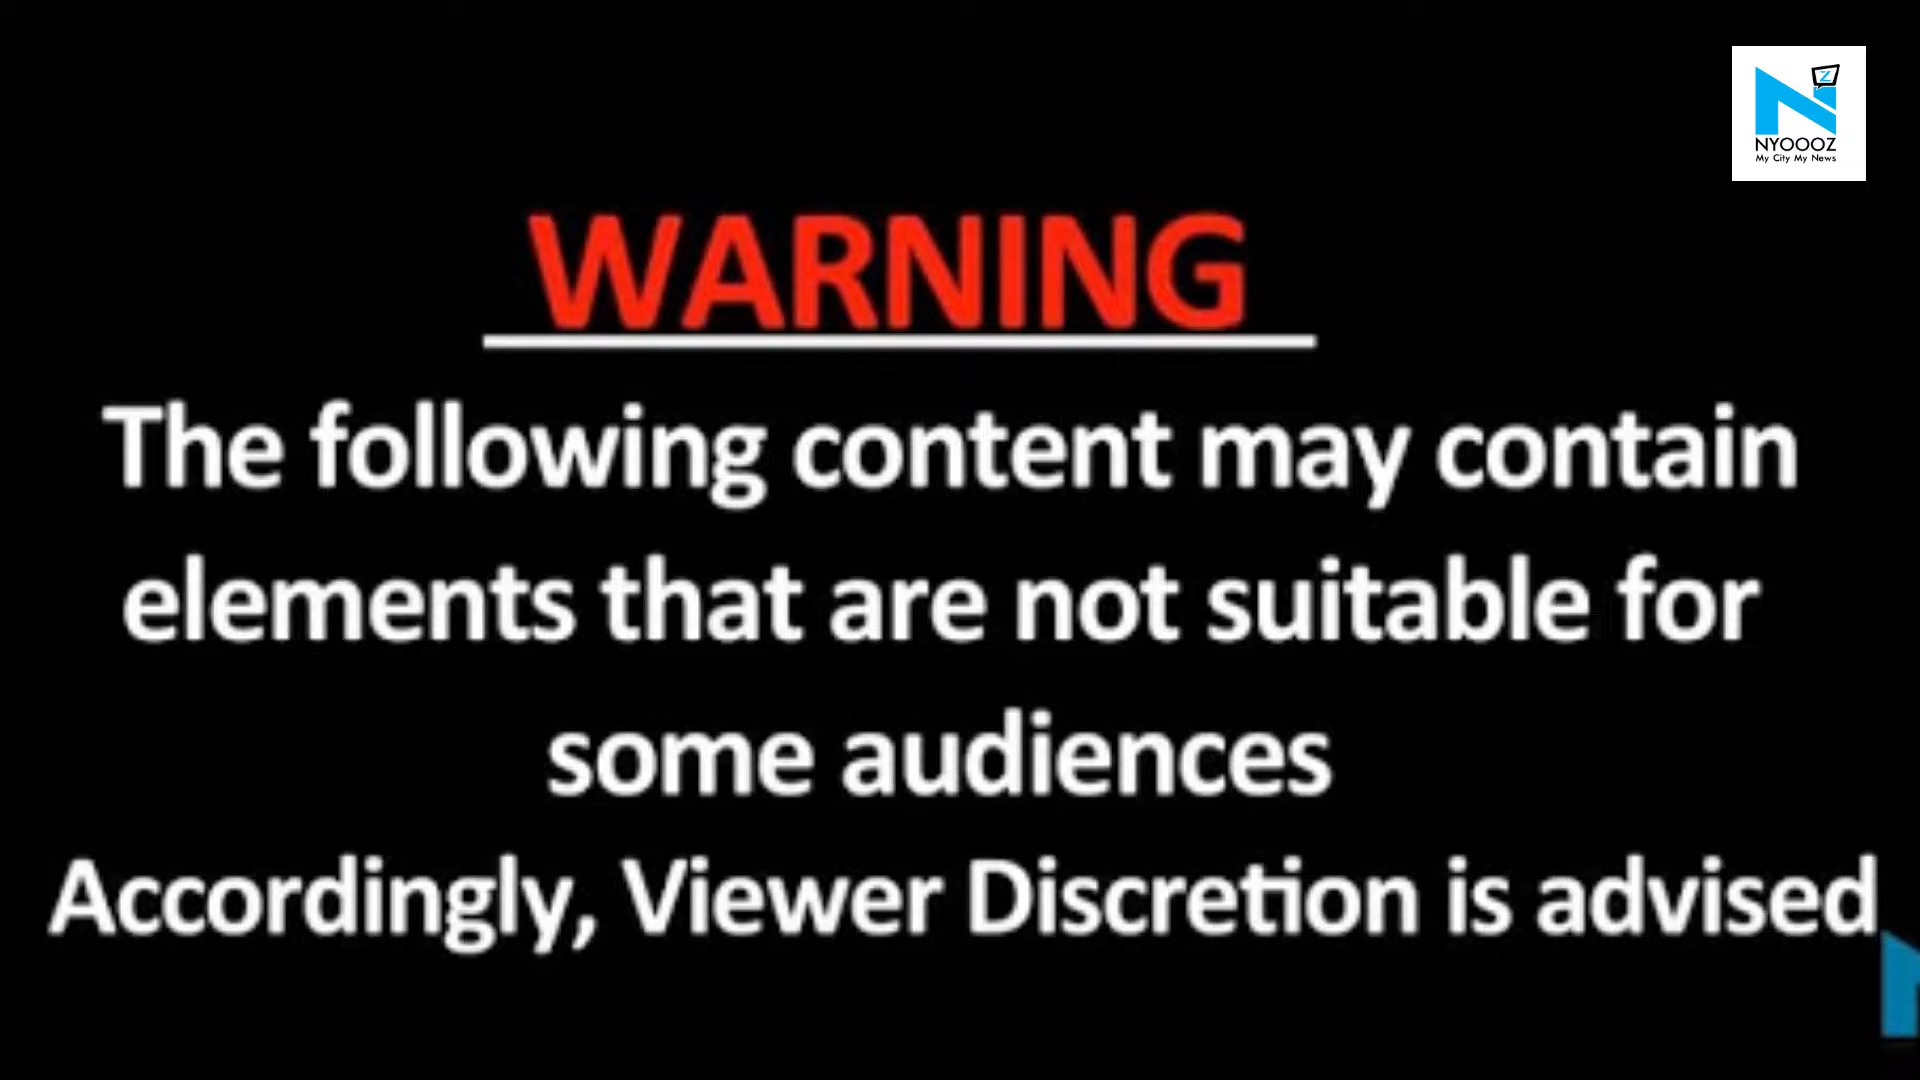 Z
NYOOOZ
My City My News
WARNING
The following content may contain
elements that are not suitable for
some audiences
Accordingly, Viewer Discretion is advised